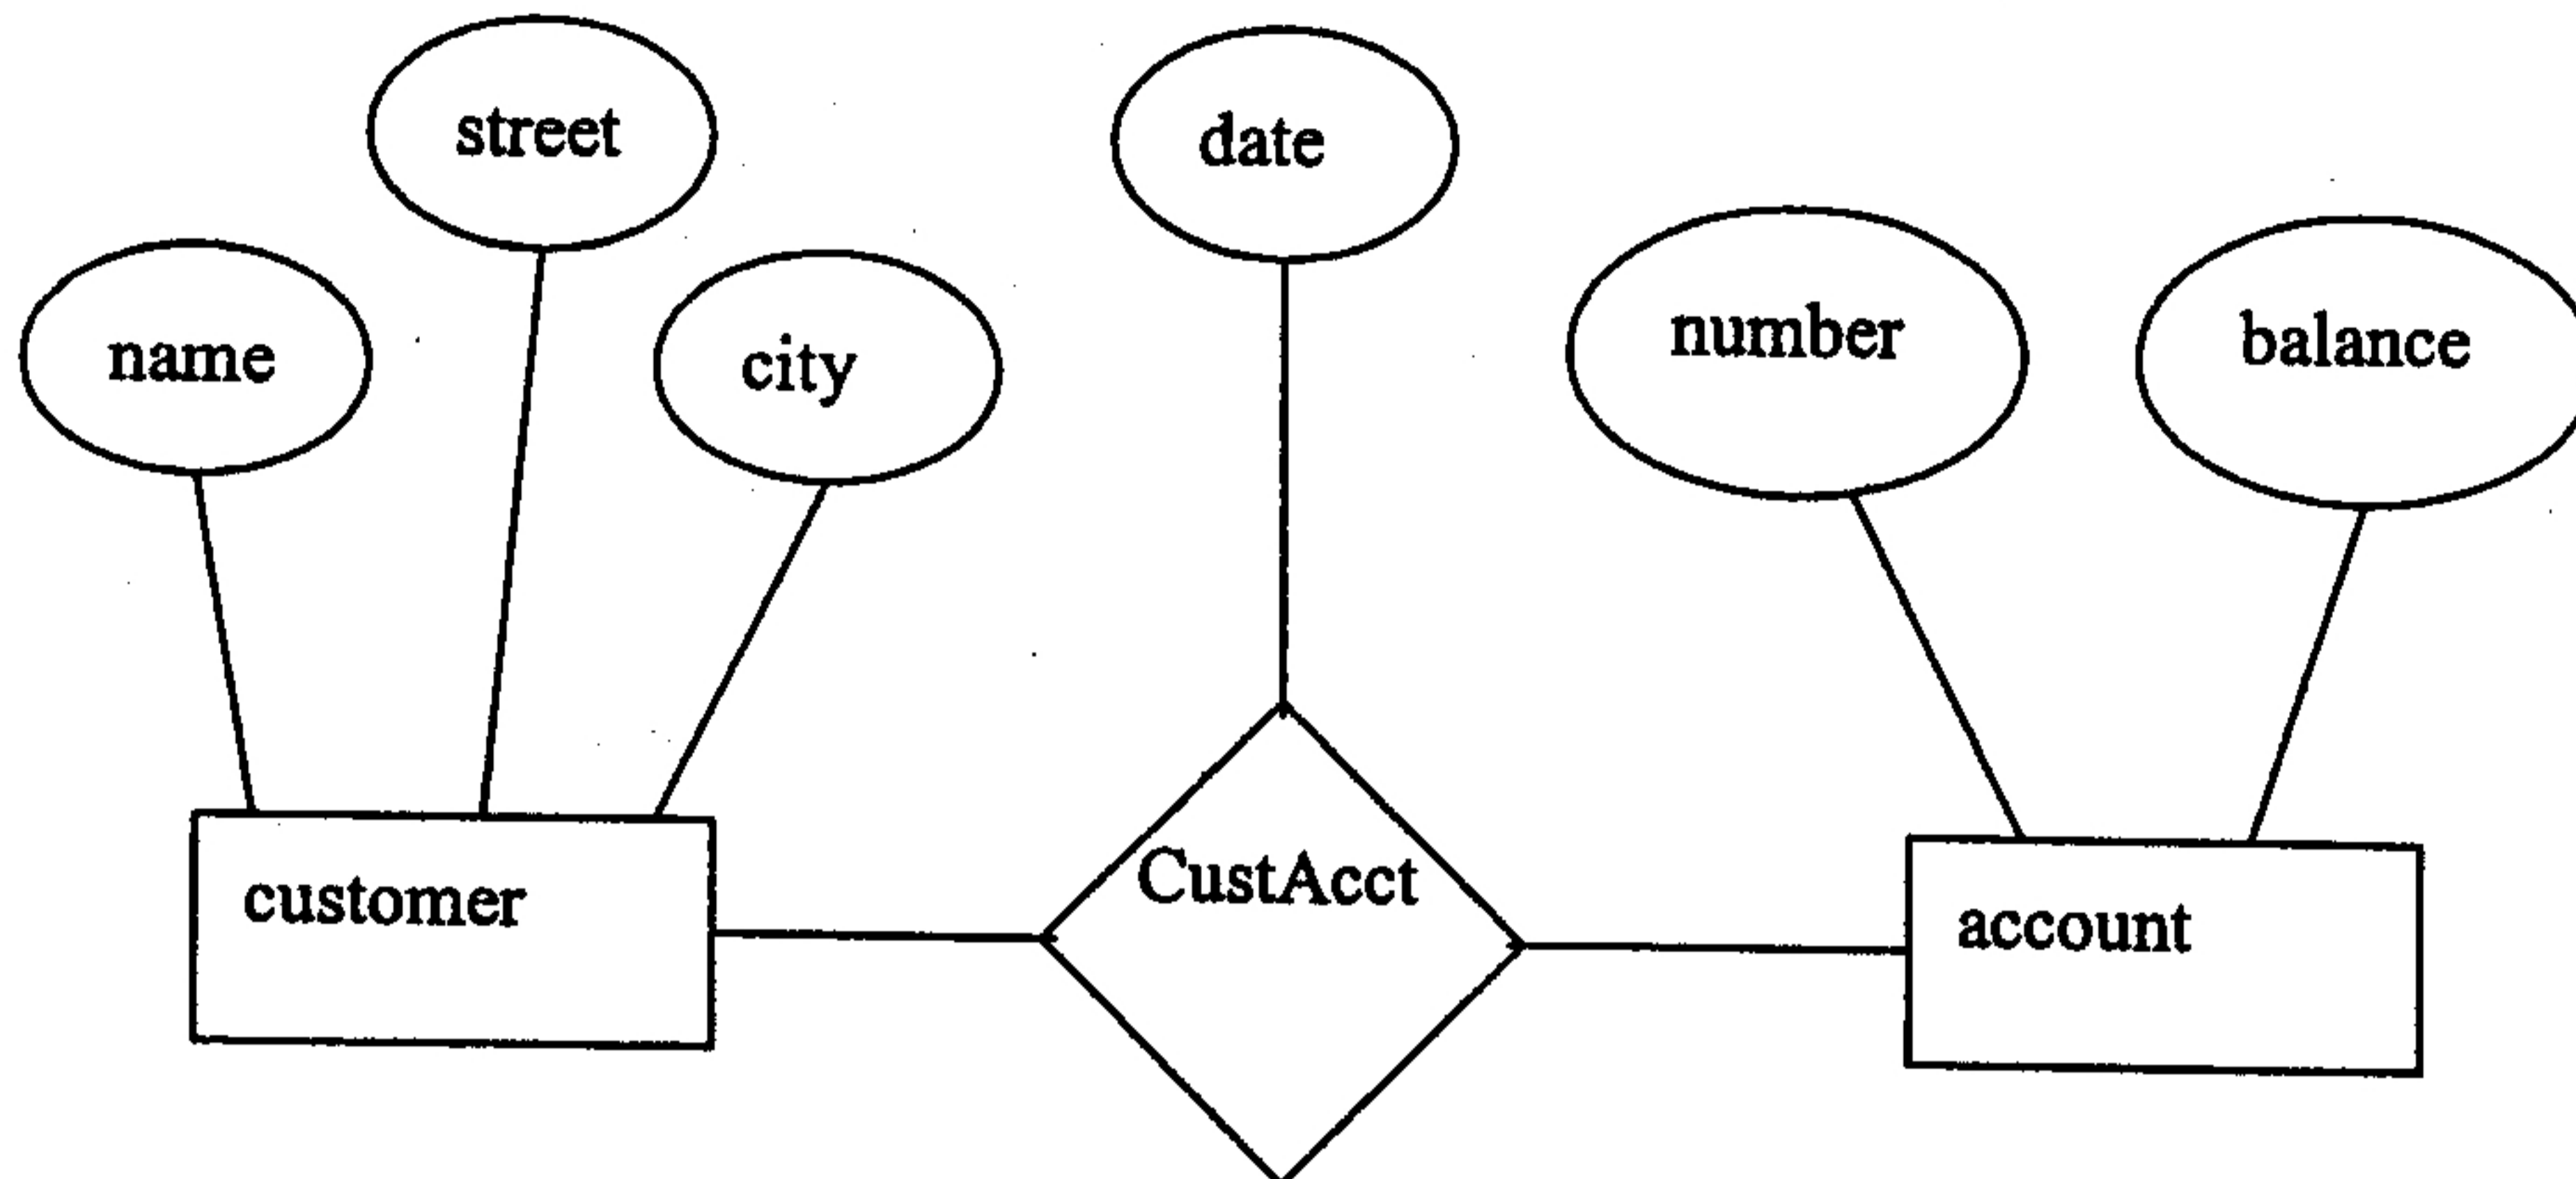 street
date
name
city
number
balance
customer
CustAcct
account